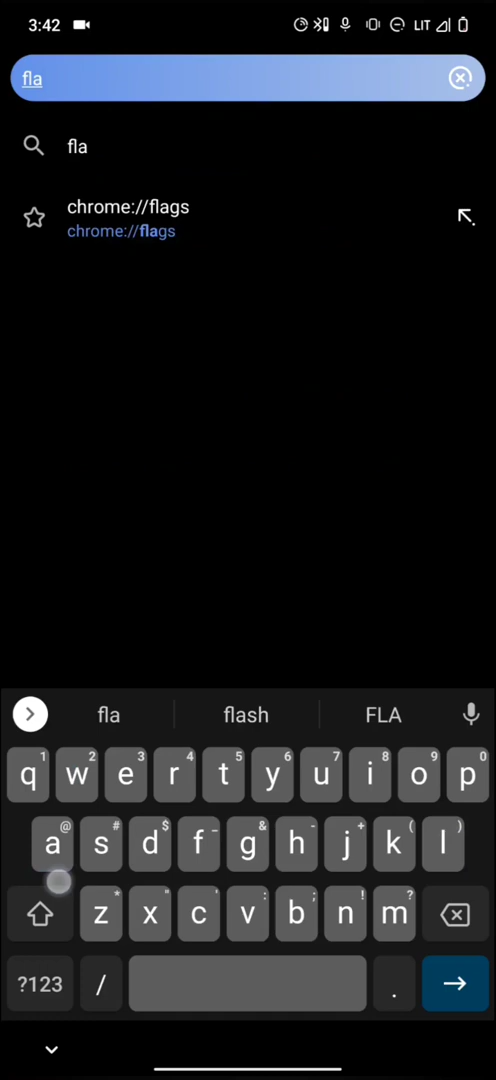 3:42 LIT
fla
fla
chrome://flags
chrome://flags
fla flash FLA
1 2 3 4 5 6 7 8 9 0
q w e r t y u i o p
@ # $ _ & - + ( )
a s d f g h j k l
* " ' : ; ! ?
z x c v b n m
?123 / .